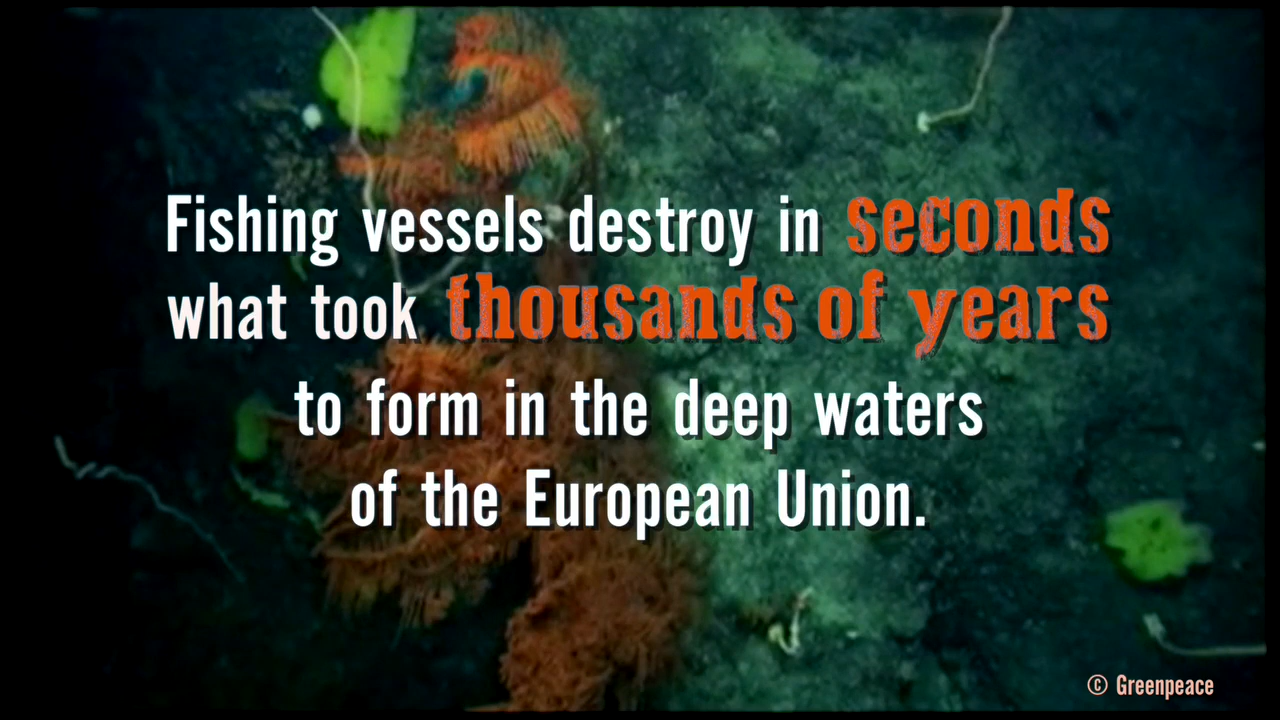 Fishing vessels destroy in seconds
what took thousands of years
to form in the deep waters
of the European Union.
© Greenpeace